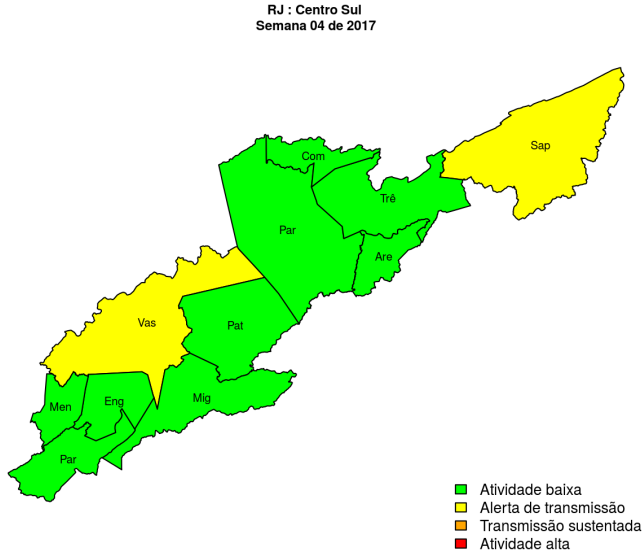 RJ : Centro Sul
Semana 04 de 2017
Sap
Com
Trê
Par
Are
Vas
Pat
Mig
Men
Eng
Par
Atividade baixa
Alerta de transmissão
Transmissão sustentada
Atividade alta